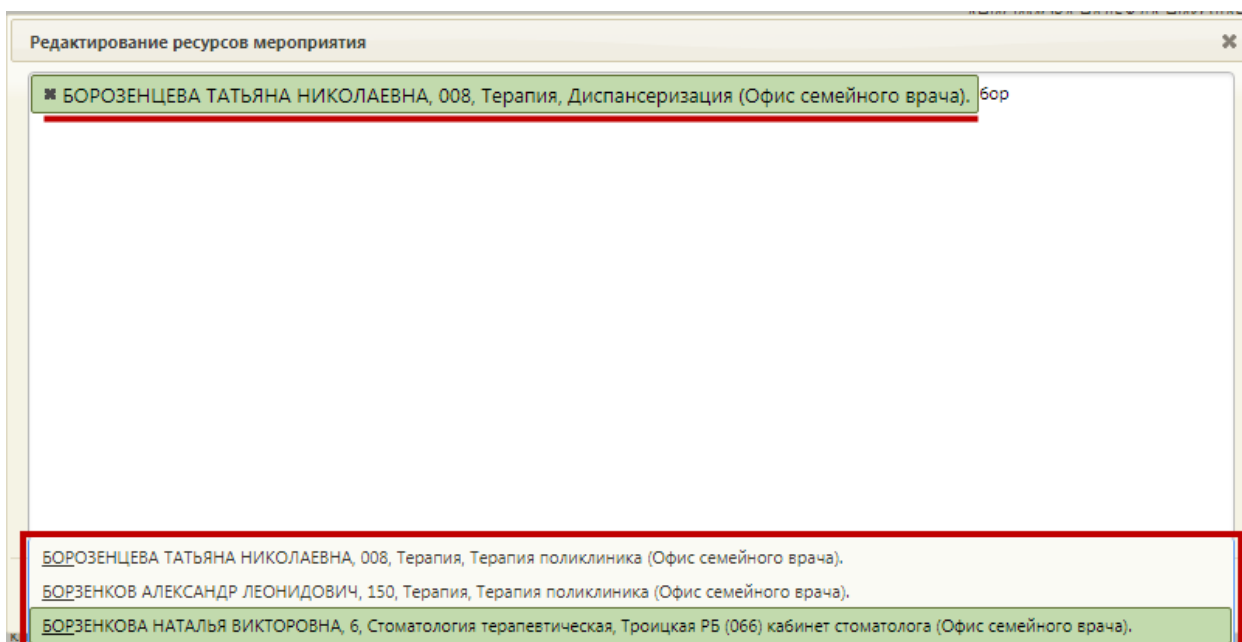 Редактирование ресурсов мероприятия
БОРОЗЕНЦЕВА ТАТЬЯНА НИКОЛАЕВНА, 008, Терапия, Диспансеризация (Офис семейного врача). бор
БОРОЗЕНЦЕВА ТАТЬЯНА НИКОЛАЕВНА, 008, Терапия, Терапия поликлиника (Офис семейного врача).
БОРЗЕНКОВ АЛЕКСАНДР ЛЕОНИДОВИЧ, 150, Терапия, Терапия поликлиника (Офис семейного врача).
БОРЗЕНКОВА НАТАЛЬЯ ВИКТОРОВНА, 6, Стоматология терапевтическая, Троицкая РБ (066) кабинет стоматолога (Офис семейного врача).